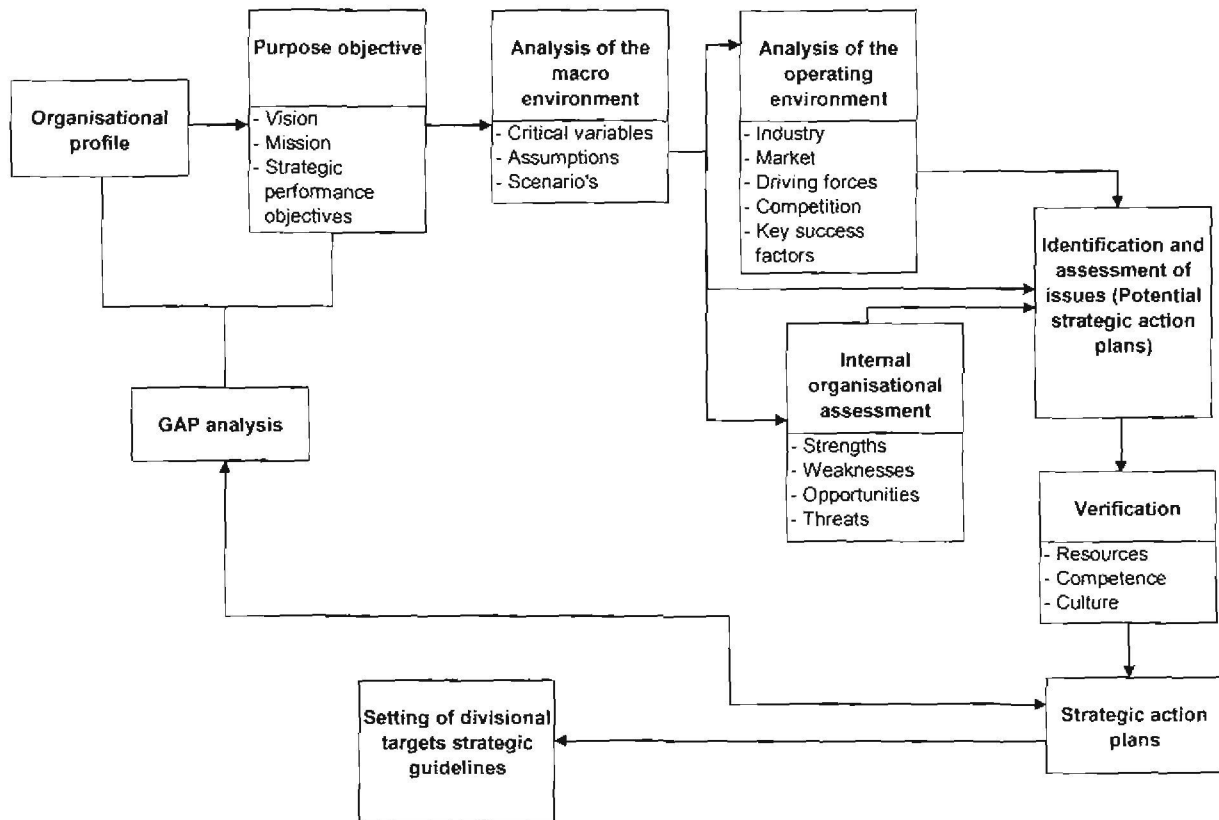 Organisational
profile
Purpose objective
- Vision
- Mission
- Strategic
performance
objectives
Analysis of the
macro
environment
- Critical variables
- Assumptions
- Scenario's
Analysis of the
operating
environment
- Industry
- Market
- Driving forces
- Competition
- Key success
factors
Identification and
assessment of
issues (Potential
strategic action
plans)
Internal
organisational
assessment
- Strengths
- Weaknesses
- Opportunities
- Threats
GAP analysis
Verification
- Resources
- Competence
- Culture
Strategic action
plans
Setting of divisional
targets strategic
guidelines